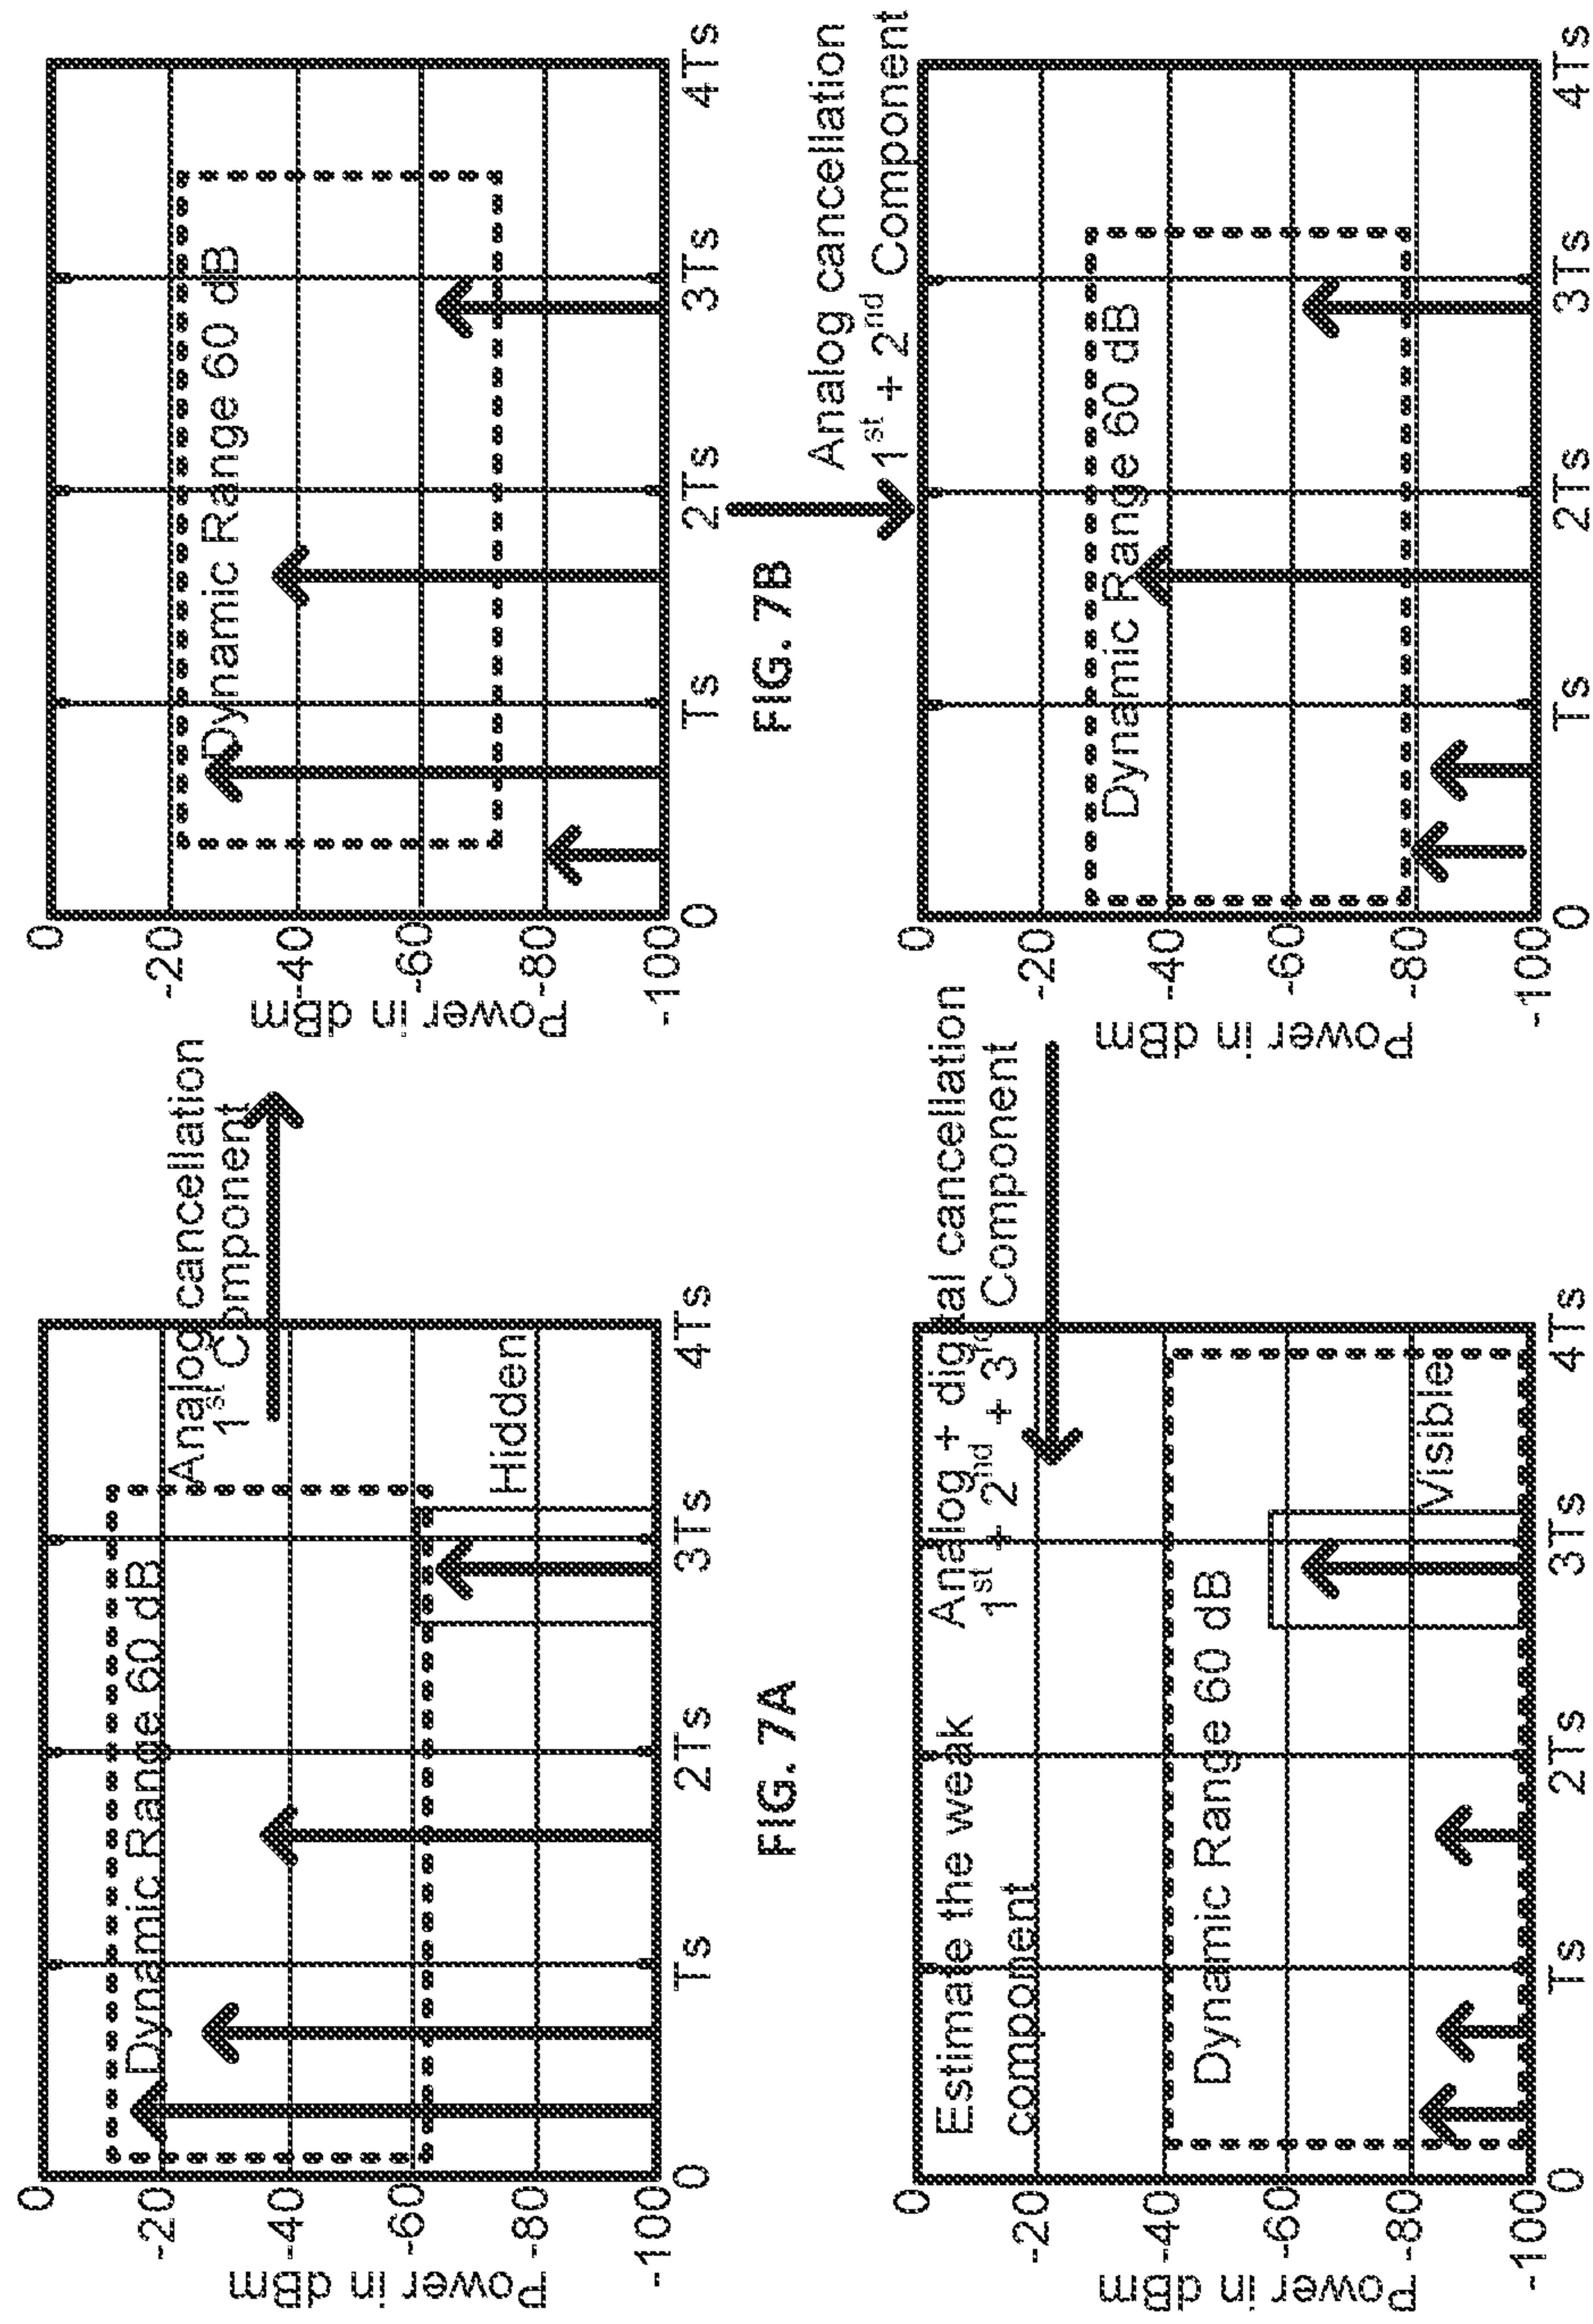 0
-20
-40
-60
-80
-100
Power in dBm
Dynamic Range 60 dB
Hidden
0
Ts
2Ts
3Ts
4Ts
FIG. 7A
Analog cancellation
1st Component
0
-20
-40
-60
-80
-100
Power in dBm
Dynamic Range 60 dB
0
Ts
2Ts
3Ts
4Ts
FIG. 7B
Analog cancellation
1st + 2nd Component
0
-20
-40
-60
-80
-100
Power in dBm
Dynamic Range 60 dB
0
Ts
2Ts
3Ts
4Ts
Analog + digital cancellation
1st + 2nd + 3rd Component
0
-20
-40
-60
-80
-100
Power in dBm
Estimate the weak
component
Dynamic Range 60 dB
Visible
0
Ts
2Ts
3Ts
4Ts